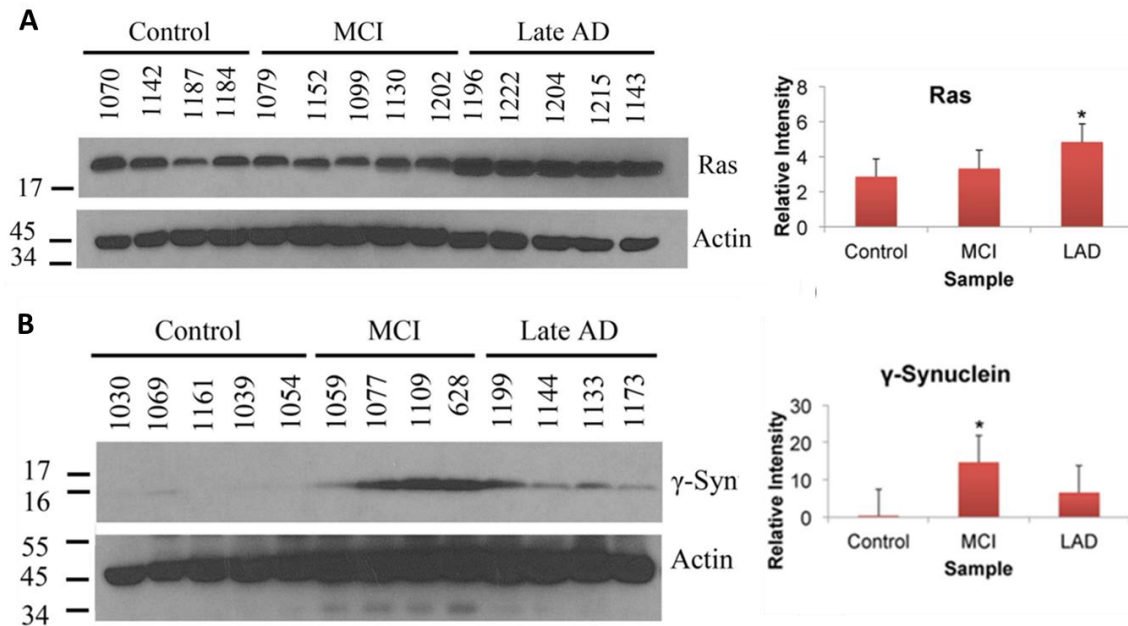 A
Control MCI Late AD
1070 1142 1187 1184 1079 1152 1099 1130 1202 1196 1222 1204 1215 1143
Ras
17
45
Actin
34
Ras
Relative Intensity
8
6
4
2
0
*
Control MCI LAD
Sample
B
Control MCI Late AD
1030 1069 1161 1039 1054 1059 1077 1109 628 1199 1144 1133 1173
17
γ-Syn
16
55
Actin
45
34
γ-Synuclein
Relative Intensity
30
20
10
0
*
Control MCI LAD
Sample